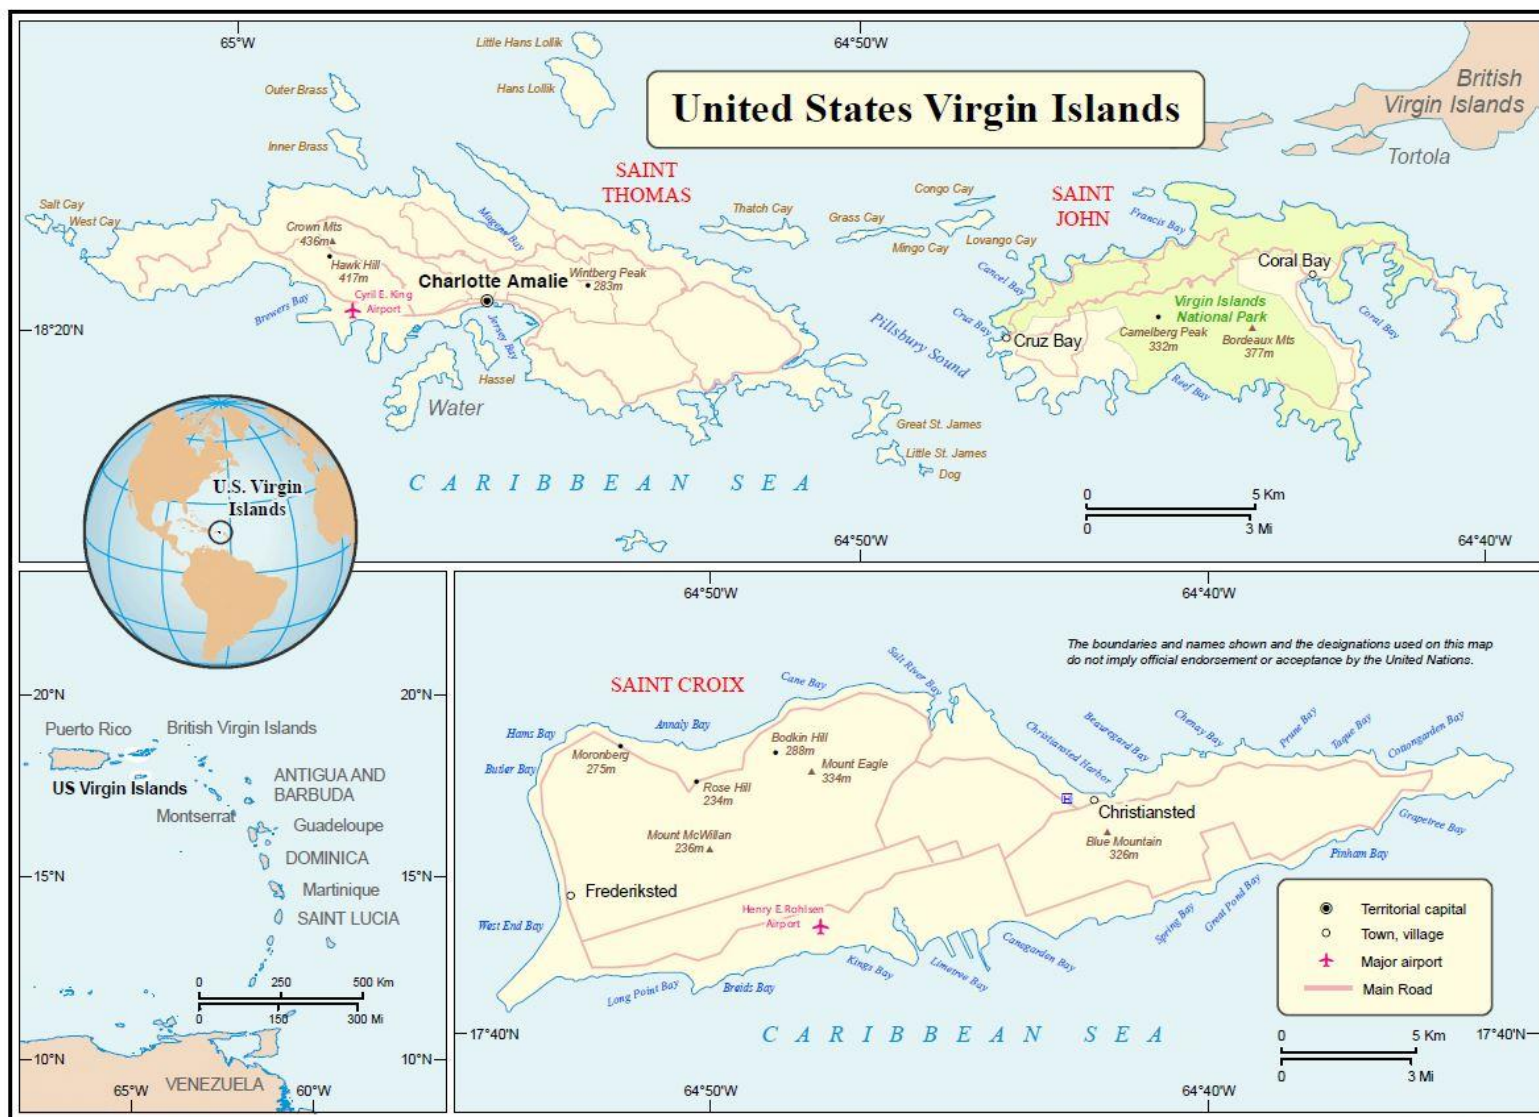 65°W
64°50'W
Little Hans Lollik
Hans Lollik
Outer Brass
Inner Brass
United States Virgin Islands
British
Virgin Islands
Tortola
SAINT
THOMAS
SAINT
JOHN
Salt Cay
West Cay
Crown Mts
436m
Hawk Hill
417m
Magens Bay
Thatch Cay
Grass Cay
Congo Cay
Mingo Cay
Lovango Cay
Francis Bay
Charlotte Amalie
Wintberg Peak
283m
Cyril E. King
Airport
Brewers Bay
Jersey Bay
Cancel Bay
Cruz Bay
Cruz Bay
Coral Bay
Coral Bay
Virgin Islands
National Park
Camelberg Peak
332m
Bordeaux Mts
377m
Reef Bay
Pillsbury Sound
18°20'N
Hassel
Water
Great St. James
Little St. James
Dog
CARIBBEAN SEA
0 5 Km
0 3 Mi
64°50'W
64°40'W
U.S. Virgin
Islands
20°N
20°N
Puerto Rico
British Virgin Islands
US Virgin Islands
ANTIGUA AND
BARBUDA
Montserrat
Guadeloupe
DOMINICA
15°N
15°N
Martinique
SAINT LUCIA
0 250 500 Km
0 150 300 Mi
10°N
10°N
VENEZUELA
65°W
60°W
64°50'W
64°40'W
The boundaries and names shown and the designations used on this map
do not imply official endorsement or acceptance by the United Nations.
SAINT CROIX
Cane Bay
Salt River Bay
Hams Bay
Annaly Bay
Butler Bay
Moronberg
275m
Bodkin Hill
288m
Mount Eagle
334m
Rose Hill
234m
Mount McWillan
236m
Christiansted Harbor
Beauregard Bay
Chenay Bay
Prune Bay
Taque Bay
Cottongarden Bay
H
Christiansted
Blue Mountain
326m
Grapetree Bay
Pinham Bay
Frederiksted
Henry E. Rohlsen
Airport
West End Bay
Long Point Bay
Braids Bay
Kings Bay
Limetree Bay
Canegarden Bay
Spring Bay
Great Pond Bay
CARIBBEAN SEA
Territorial capital
Town, village
Major airport
Main Road
0 5 Km
0 3 Mi
17°40'N
17°40'N
64°50'W
64°40'W